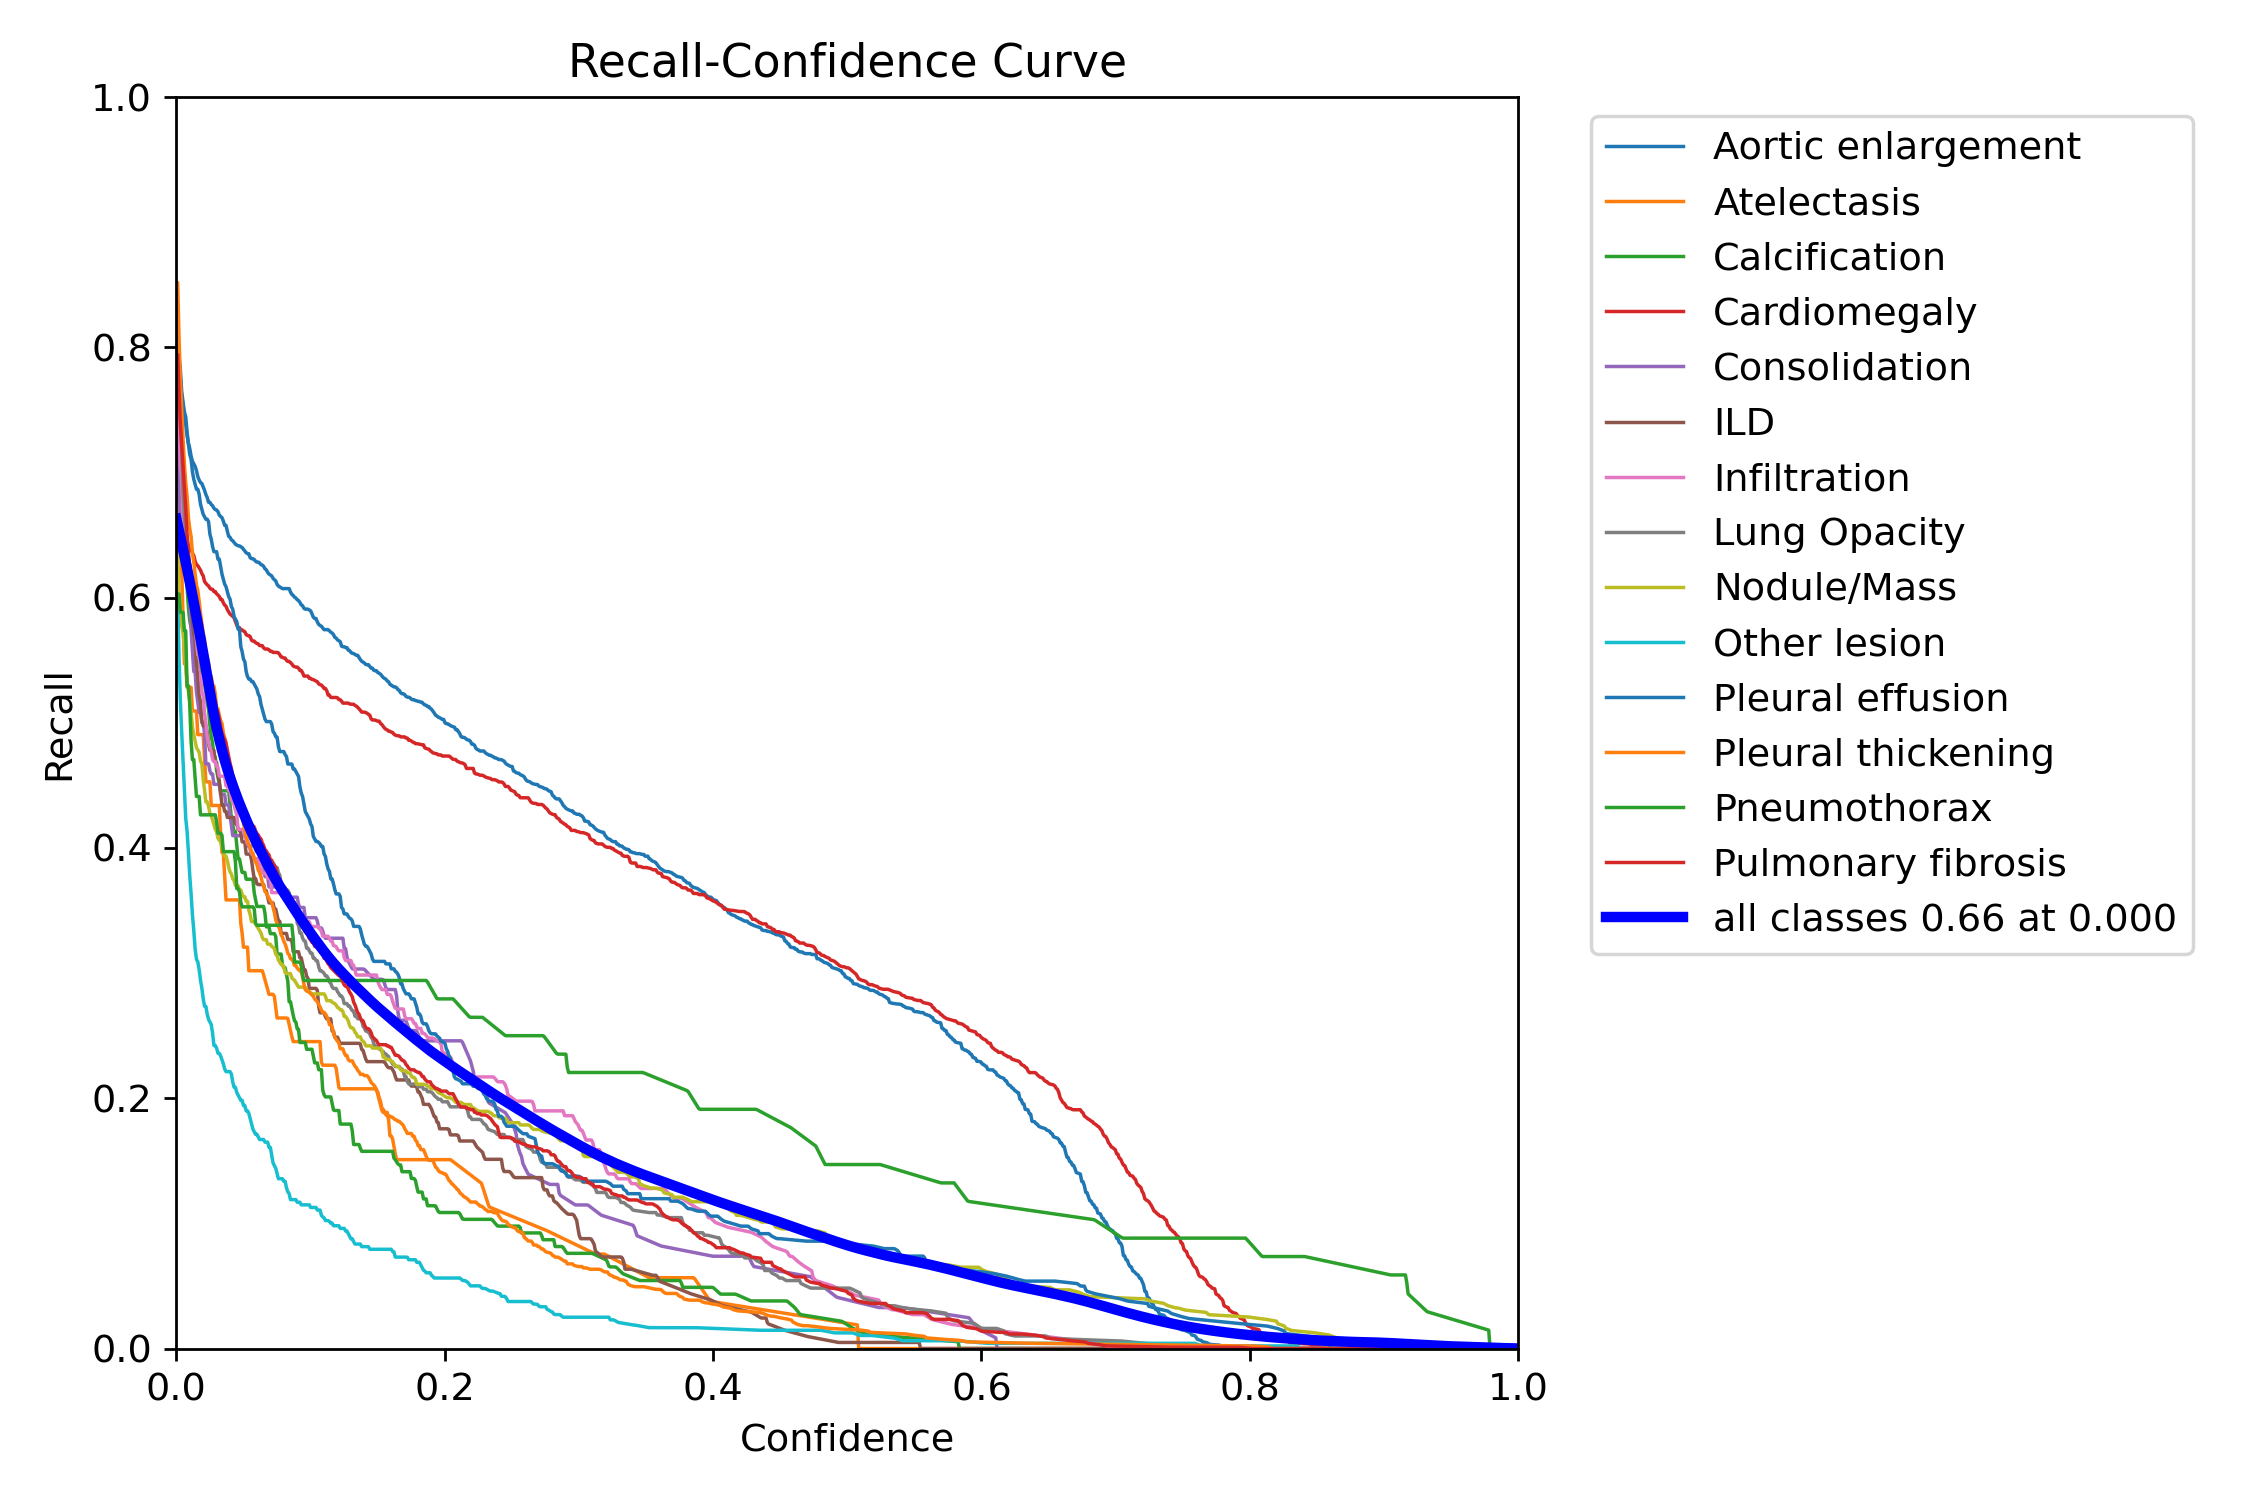 Recall-Confidence Curve
1.0
0.8
0.6
0.4
0.2
0.0
Recall
0.0 0.2 0.4 0.6 0.8 1.0
Confidence
Aortic enlargement
Atelectasis
Calcification
Cardiomegaly
Consolidation
ILD
Infiltration
Lung Opacity
Nodule/Mass
Other lesion
Pleural effusion
Pleural thickening
Pneumothorax
Pulmonary fibrosis
all classes 0.66 at 0.000